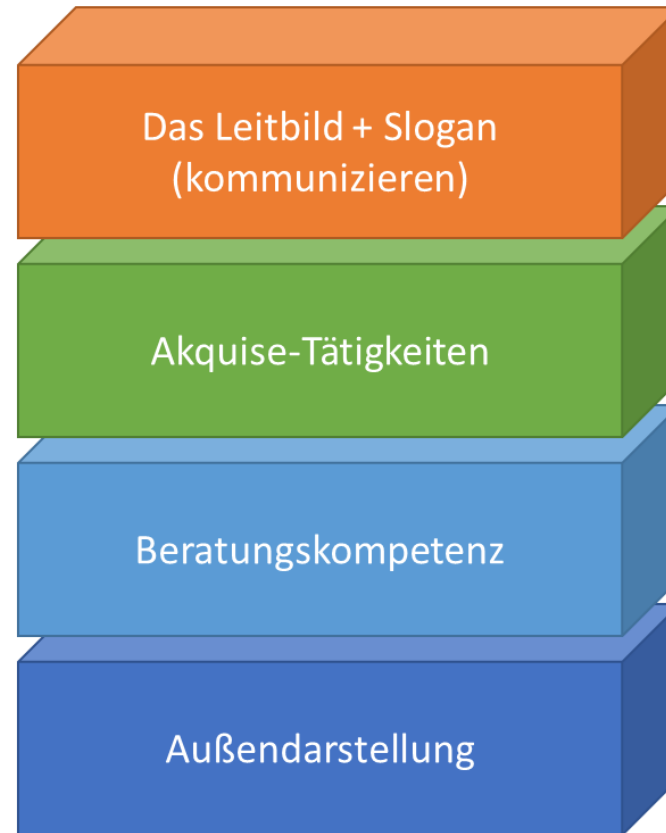 Das Leitbild + Slogan
(kommunizieren)
Akquise-Tätigkeiten
Beratungskompetenz
Außendarstellung